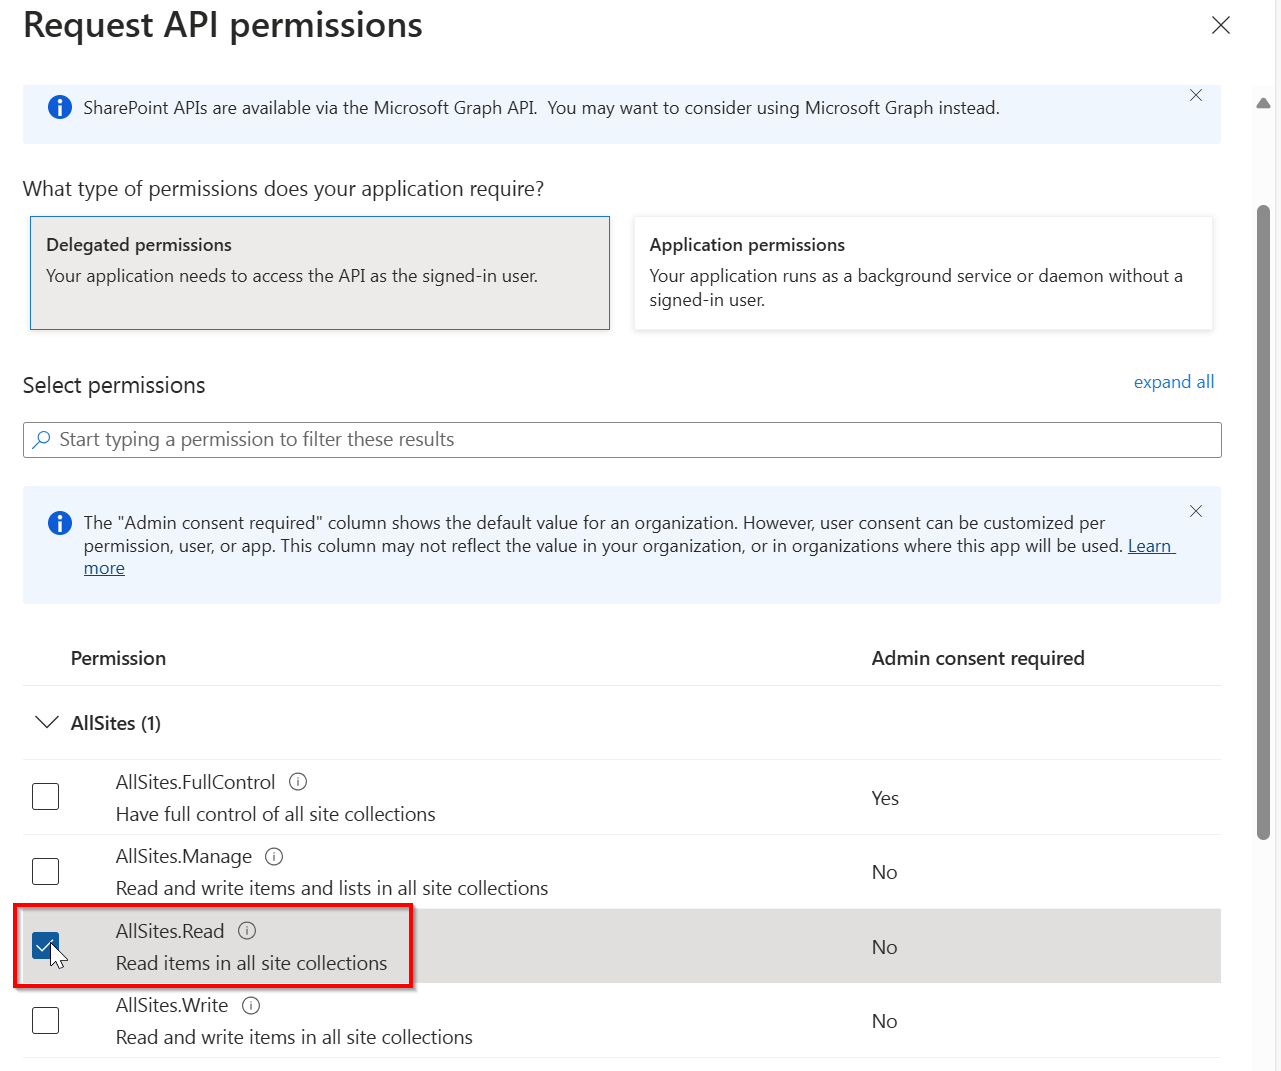 Request API permissions
SharePoint APIs are available via the Microsoft Graph API.  You may want to consider using Microsoft Graph instead.
What type of permissions does your application require?
Delegated permissions
Your application needs to access the API as the signed-in user.
Application permissions
Your application runs as a background service or daemon without a
signed-in user.
Select permissions
expand all
Start typing a permission to filter these results
The "Admin consent required" column shows the default value for an organization. However, user consent can be customized per
permission, user, or app. This column may not reflect the value in your organization, or in organizations where this app will be used. Learn
more
Permission
Admin consent required
AllSites (1)
AllSites.FullControl
Have full control of all site collections
Yes
AllSites.Manage
Read and write items and lists in all site collections
No
AllSites.Read
Read items in all site collections
No
AllSites.Write
Read and write items in all site collections
No